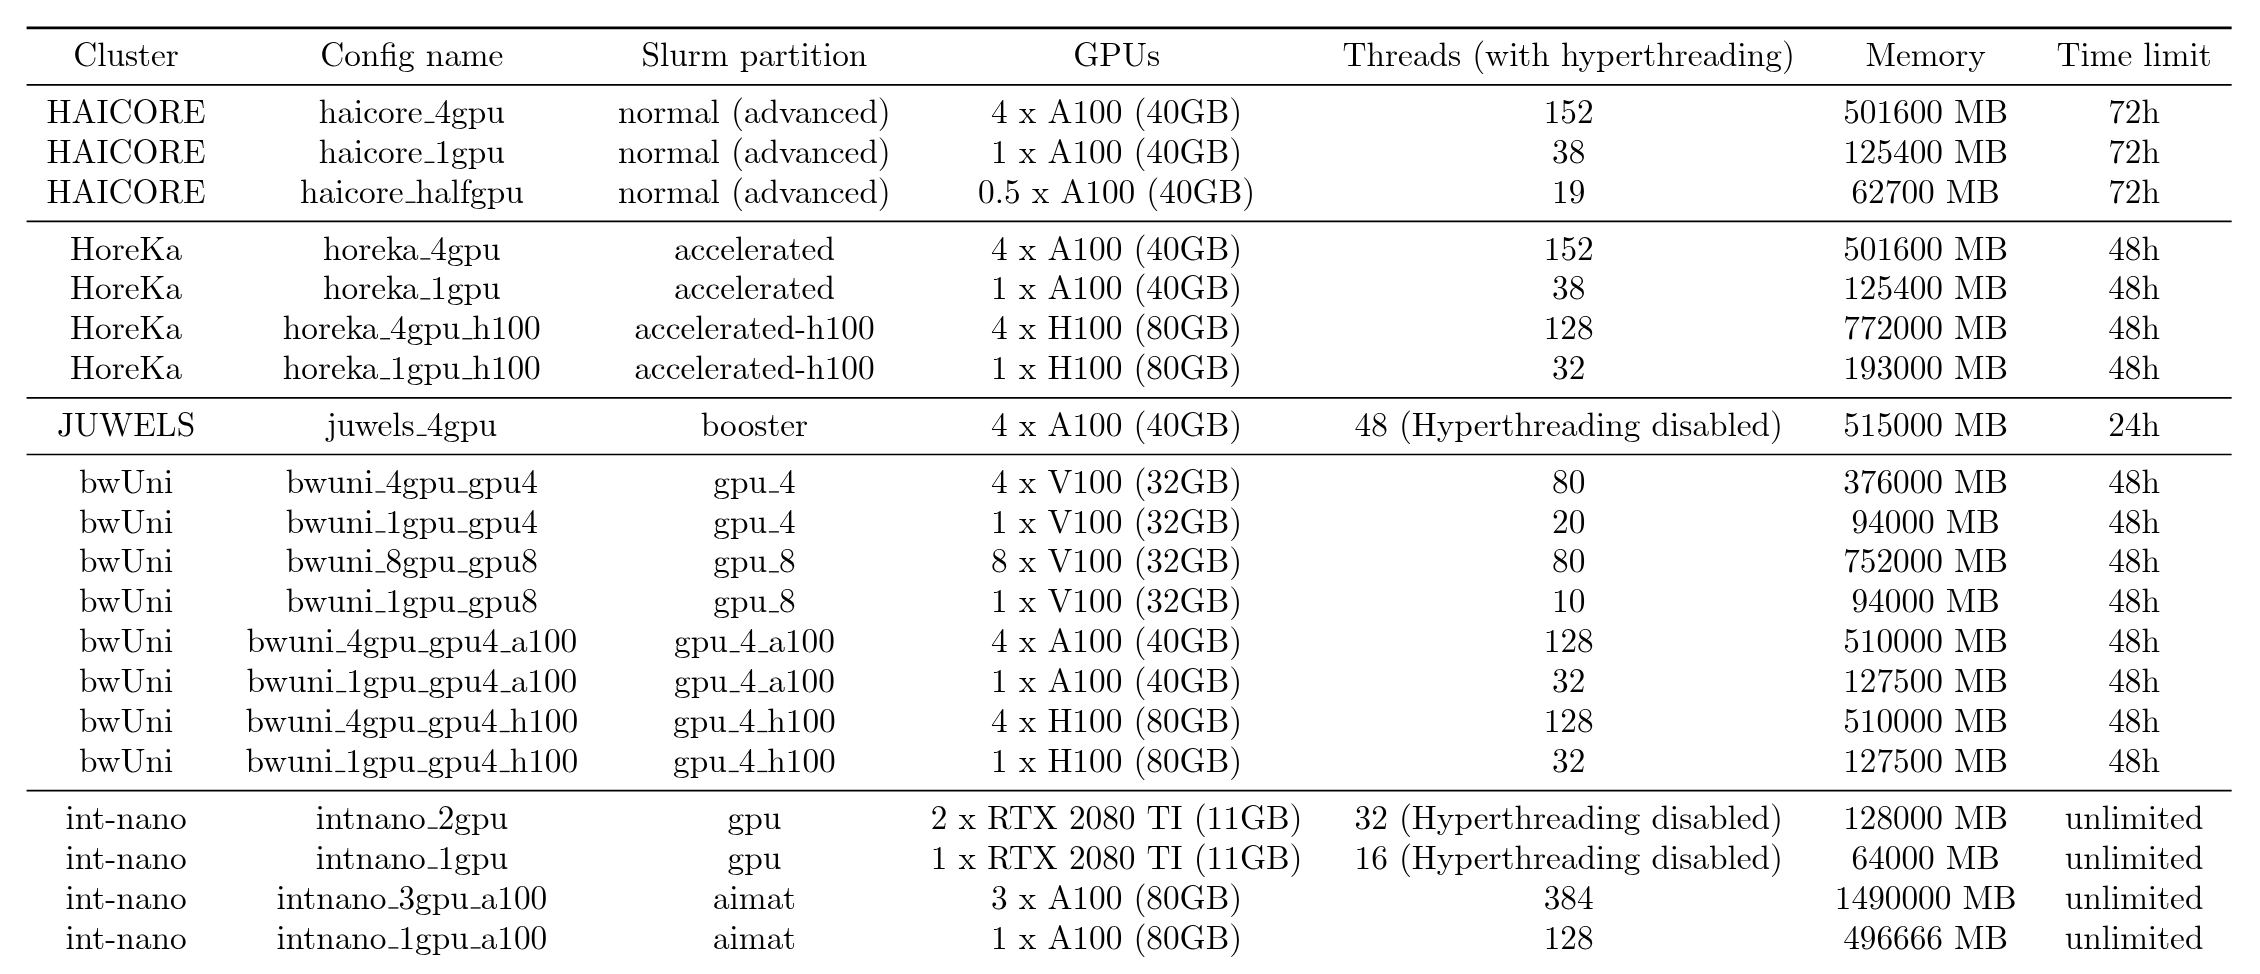 Cluster Config name Slurm partition GPUs Threads (with hyperthreading) Memory Time limit
HAICORE haicore_4gpu normal (advanced) 4 x A100 (40GB) 152 501600 MB 72h
HAICORE haicore_1gpu normal (advanced) 1 x A100 (40GB) 38 125400 MB 72h
HAICORE haicore_halfgpu normal (advanced) 0.5 x A100 (40GB) 19 62700 MB 72h
HoreKa horeka_4gpu accelerated 4 x A100 (40GB) 152 501600 MB 48h
HoreKa horeka_1gpu accelerated 1 x A100 (40GB) 38 125400 MB 48h
HoreKa horeka_4gpu_h100 accelerated-h100 4 x H100 (80GB) 128 772000 MB 48h
HoreKa horeka_1gpu_h100 accelerated-h100 1 x H100 (80GB) 32 193000 MB 48h
JUWELS juwels_4gpu booster 4 x A100 (40GB) 48 (Hyperthreading disabled) 515000 MB 24h
bwUni bwuni_4gpu_gpu4 gpu_4 4 x V100 (32GB) 80 376000 MB 48h
bwUni bwuni_1gpu_gpu4 gpu_4 1 x V100 (32GB) 20 94000 MB 48h
bwUni bwuni_8gpu_gpu8 gpu_8 8 x V100 (32GB) 80 752000 MB 48h
bwUni bwuni_1gpu_gpu8 gpu_8 1 x V100 (32GB) 10 94000 MB 48h
bwUni bwuni_4gpu_gpu4_a100 gpu_4_a100 4 x A100 (40GB) 128 510000 MB 48h
bwUni bwuni_1gpu_gpu4_a100 gpu_4_a100 1 x A100 (40GB) 32 127500 MB 48h
bwUni bwuni_4gpu_gpu4_h100 gpu_4_h100 4 x H100 (80GB) 128 510000 MB 48h
bwUni bwuni_1gpu_gpu4_h100 gpu_4_h100 1 x H100 (80GB) 32 127500 MB 48h
int-nano intnano_2gpu gpu 2 x RTX 2080 TI (11GB) 32 (Hyperthreading disabled) 128000 MB unlimited
int-nano intnano_1gpu gpu 1 x RTX 2080 TI (11GB) 16 (Hyperthreading disabled) 64000 MB unlimited
int-nano intnano_3gpu_a100 aimat 3 x A100 (80GB) 384 1490000 MB unlimited
int-nano intnano_1gpu_a100 aimat 1 x A100 (80GB) 128 496666 MB unlimited